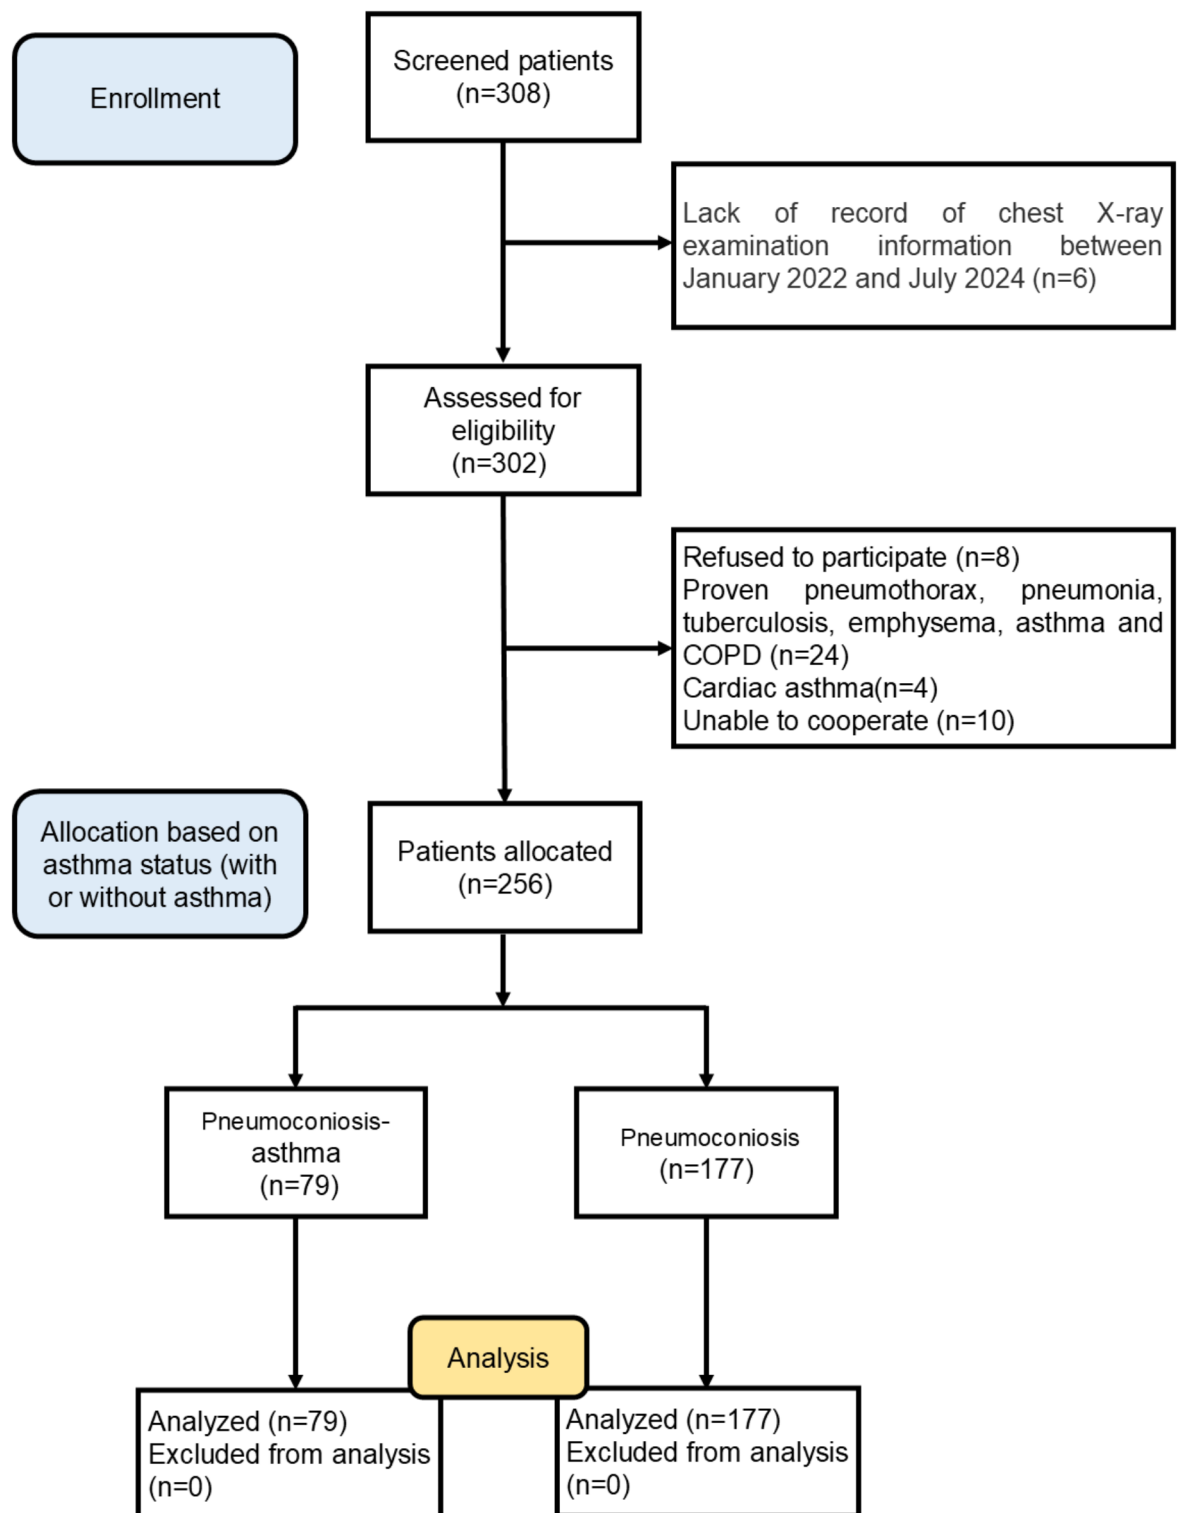 Enrollment
Screened patients
(n=308)
Lack of record of chest X-ray
examination information between
January 2022 and July 2024 (n=6)
Assessed for
eligibility
(n=302)
Refused to participate (n=8)
Proven pneumothorax, pneumonia,
tuberculosis, emphysema, asthma and
COPD (n=24)
Cardiac asthma(n=4)
Unable to cooperate (n=10)
Allocation based on
asthma status (with
or without asthma)
Patients allocated
(n=256)
Pneumoconiosis-
asthma
(n=79)
Pneumoconiosis
(n=177)
Analysis
Analyzed (n=79)
Excluded from analysis
(n=0)
Analyzed (n=177)
Excluded from analysis
(n=0)